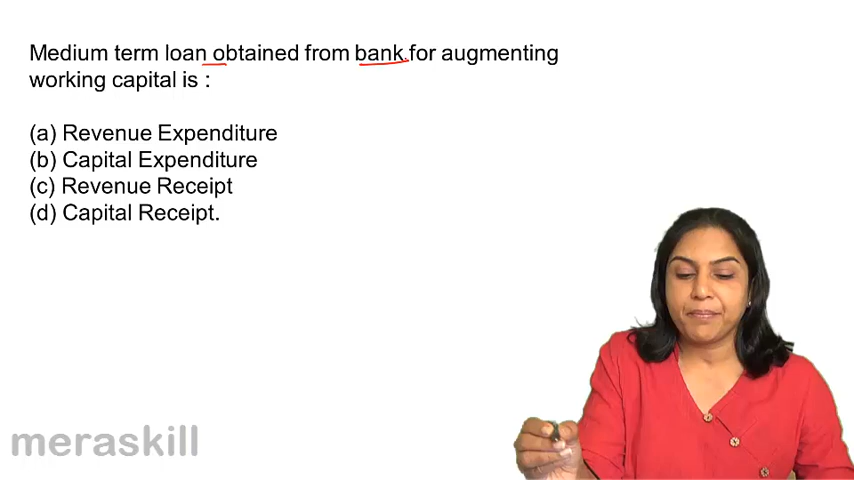 Medium term loan obtained from bank for augmenting
working capital is :
(a) Revenue Expenditure
(b) Capital Expenditure
(c) Revenue Receipt
(d) Capital Receipt.
meraskill